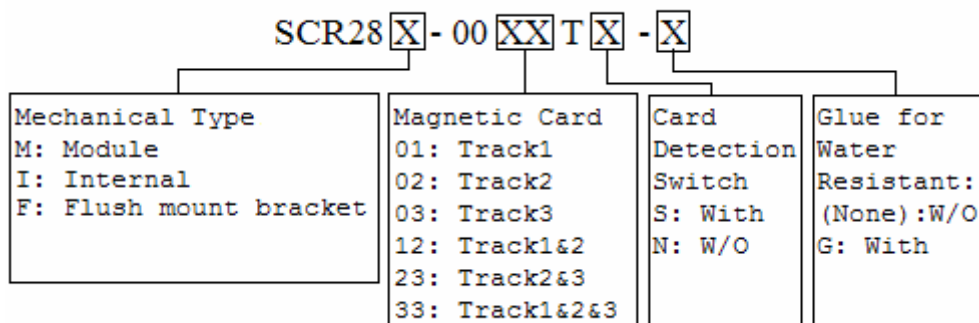 SCR28 X - 00 XX T X - X
Mechanical Type
M: Module
I: Internal
F: Flush mount bracket
Magnetic Card
01: Track1
02: Track2
03: Track3
12: Track1&2
23: Track2&3
33: Track1&2&3
Card
Detection
Switch
S: With
N: W/O
Glue for
Water
Resistant:
(None):W/O
G: With